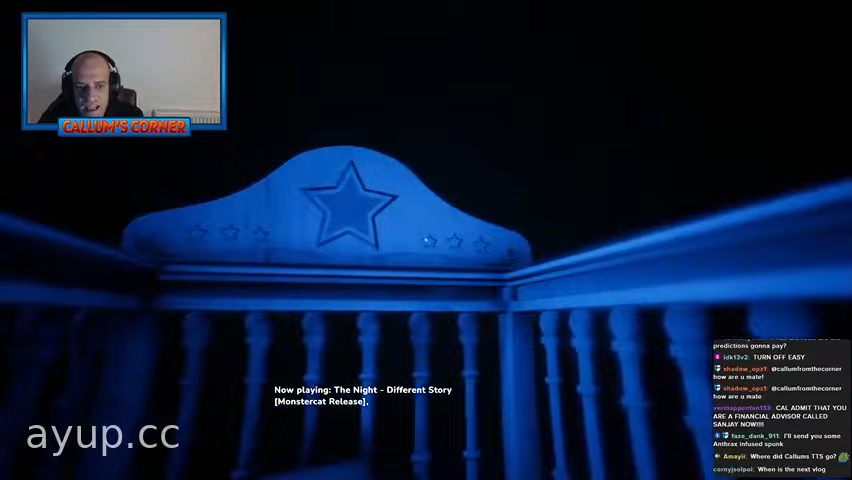 CALLUM'S CORNER
Now playing: The Night - Different Story
[Monstercat Release],
ayup.cc
predictions gonna pay?
idk13v2: TURN OFF EASY
shadow_opz1: @callumfromthecorner
how are u mate!
shadow_opz1: @callumfromthecorner
how are u mate
verstappenfan133: CAL ADMIT THAT YOU
ARE A FINANCIAL ADVISOR CALLED
SANJAY NOW!!!!
faze_dank_911: I'll send you some
Anthrax infused spunk
Amayii: Where did Callums TTS go?
cornyjsolpol: When is the next vlog